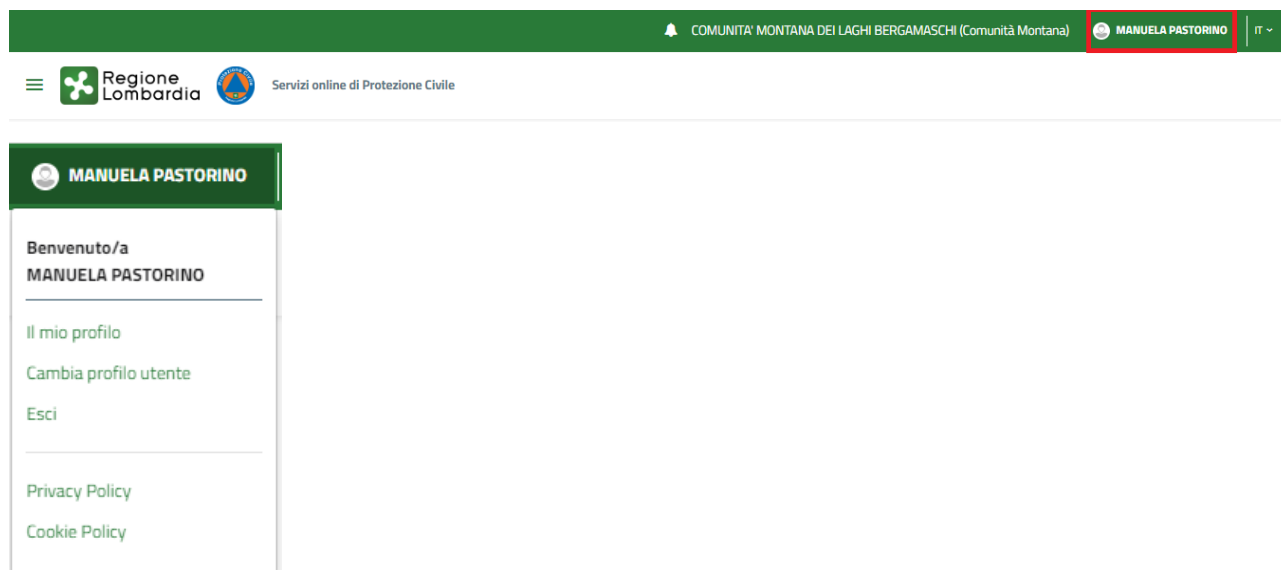 COMUNITA' MONTANA DEI LAGHI BERGAMASCHI (Comunità Montana) MANUELA PASTORINO IT
Regione
Lombardia
Servizi online di Protezione Civile
MANUELA PASTORINO
Benvenuto/a
MANUELA PASTORINO
Il mio profilo
Cambia profilo utente
Esci
Privacy Policy
Cookie Policy